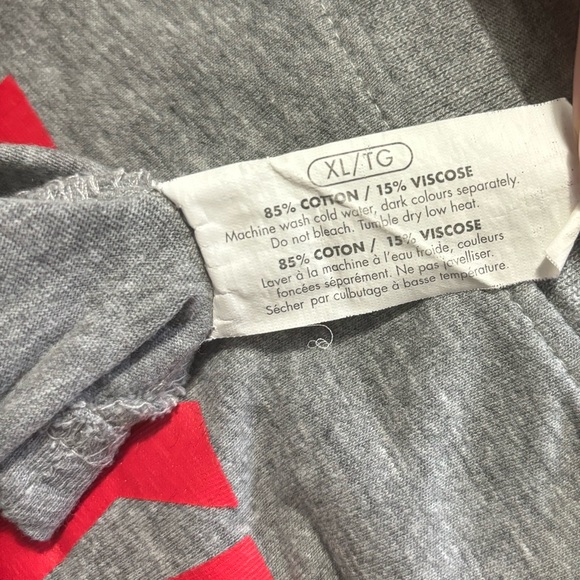 XL/TG
85% COTTON / 15% VISCOSE
Machine wash cold water, dark colours separately.
Do not bleach. Tumble dry low heat.
85% COTON / 15% VISCOSE
Laver à la machine à l'eau froide, couleurs
foncées séparément. Ne pas javelliser.
Sécher par culbutage à basse température.